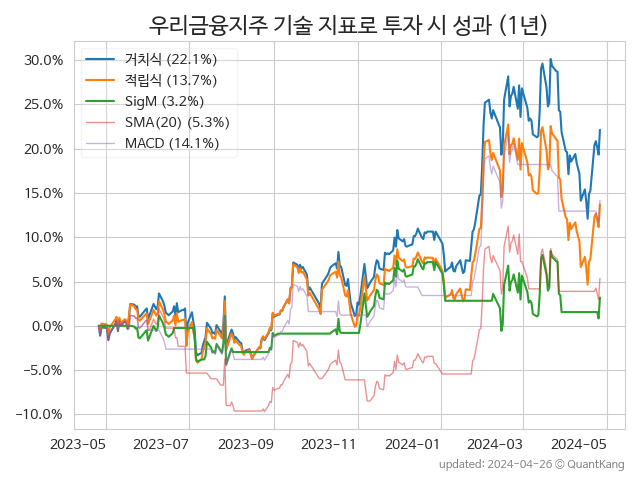 우리금융지주 기술 지표로 투자 시 성과 (1년)
거치식 (22.1%)
적립식 (13.7%)
SigM (3.2%)
SMA(20) (5.3%)
MACD (14.1%)
30.0%
25.0%
20.0%
15.0%
10.0%
5.0%
0.0%
−5.0%
−10.0%
2023-05 2023-07 2023-09 2023-11 2024-01 2024-03 2024-05
updated: 2024-04-26 © QuantKang